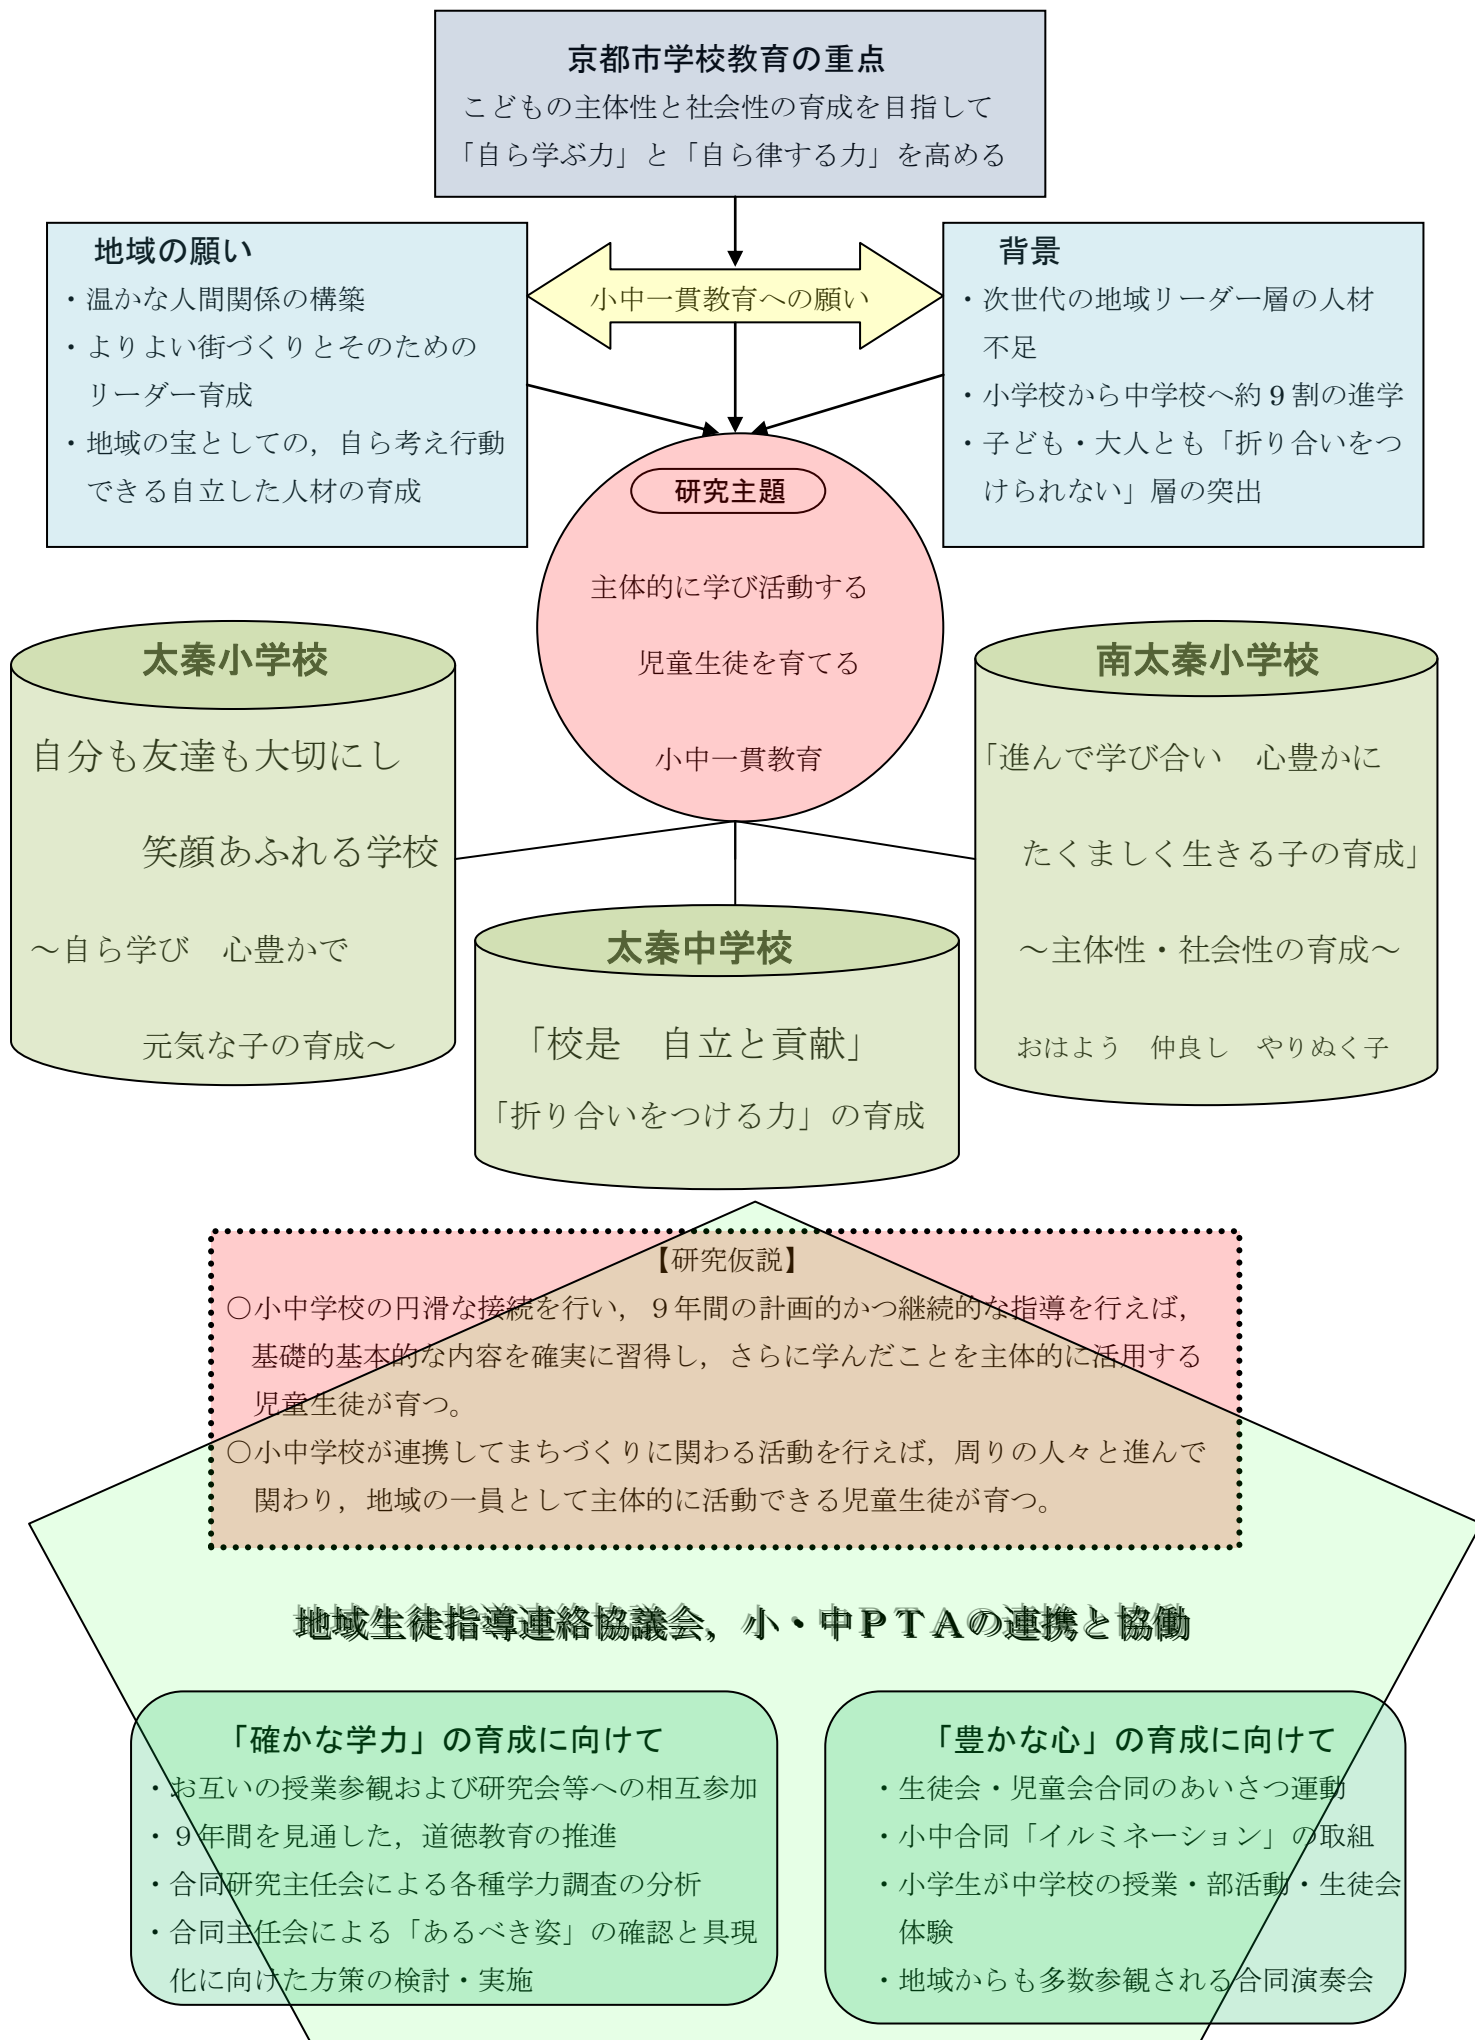 京都市学校教育の重点
こどもの主体性と社会性の育成を目指して
「自ら学ぶ力」と「自ら律する力」を高める
地域の願い
・温かな人間関係の構築
・よりよい街づくりとそのための
リーダー育成
・地域の宝としての，自ら考え行動
できる自立した人材の育成
小中一貫教育への願い
背景
・次世代の地域リーダー層の人材
不足
・小学校から中学校へ約９割の進学
・子ども・大人とも「折り合いをつ
けられない」層の突出
研究主題
主体的に学び活動する
児童生徒を育てる
小中一貫教育
太秦小学校
自分も友達も大切にし
笑顔あふれる学校
～自ら学び　心豊かで
元気な子の育成～
太秦中学校
「校是　自立と貢献」
「折り合いをつける力」の育成
南太秦小学校
「進んで学び合い　心豊かに
たくましく生きる子の育成」
～主体性・社会性の育成～
おはよう　仲良し　やりぬく子
【研究仮説】
○小中学校の円滑な接続を行い，９年間の計画的かつ継続的な指導を行えば，
基礎的基本的な内容を確実に習得し，さらに学んだことを主体的に活用する
児童生徒が育つ。
○小中学校が連携してまちづくりに関わる活動を行えば，周りの人々と進んで
関わり，地域の一員として主体的に活動できる児童生徒が育つ。
地域生徒指導連絡協議会，小・中ＰＴＡの連携と協働
「確かな学力」の育成に向けて
・お互いの授業参観および研究会等への相互参加
・９年間を見通した，道徳教育の推進
・合同研究主任会による各種学力調査の分析
・合同主任会による「あるべき姿」の確認と具現
化に向けた方策の検討・実施
「豊かな心」の育成に向けて
・生徒会・児童会合同のあいさつ運動
・小中合同「イルミネーション」の取組
・小学生が中学校の授業・部活動・生徒会
体験
・地域からも多数参観される合同演奏会